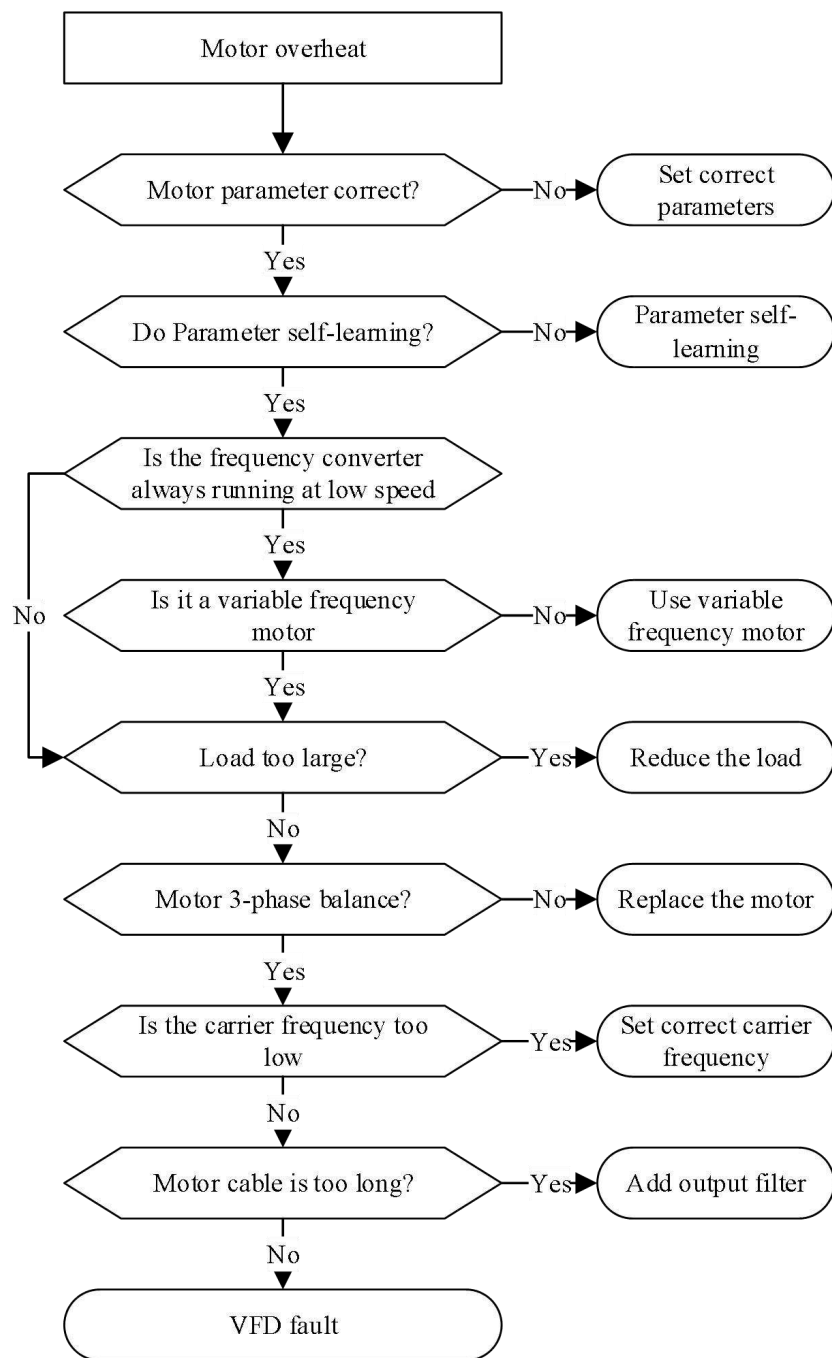 Motor overheat
Motor parameter correct?
No
Set correct
parameters
Yes
Do Parameter self-learning?
No
Parameter self-
learning
Yes
Is the frequency converter
always running at low speed
Yes
No
Is it a variable frequency
motor
No
Use variable
frequency motor
Yes
Load too large?
Yes
Reduce the load
No
Motor 3-phase balance?
No
Replace the motor
Yes
Is the carrier frequency too
low
Yes
Set correct carrier
frequency
No
Motor cable is too long?
Yes
Add output filter
No
VFD fault